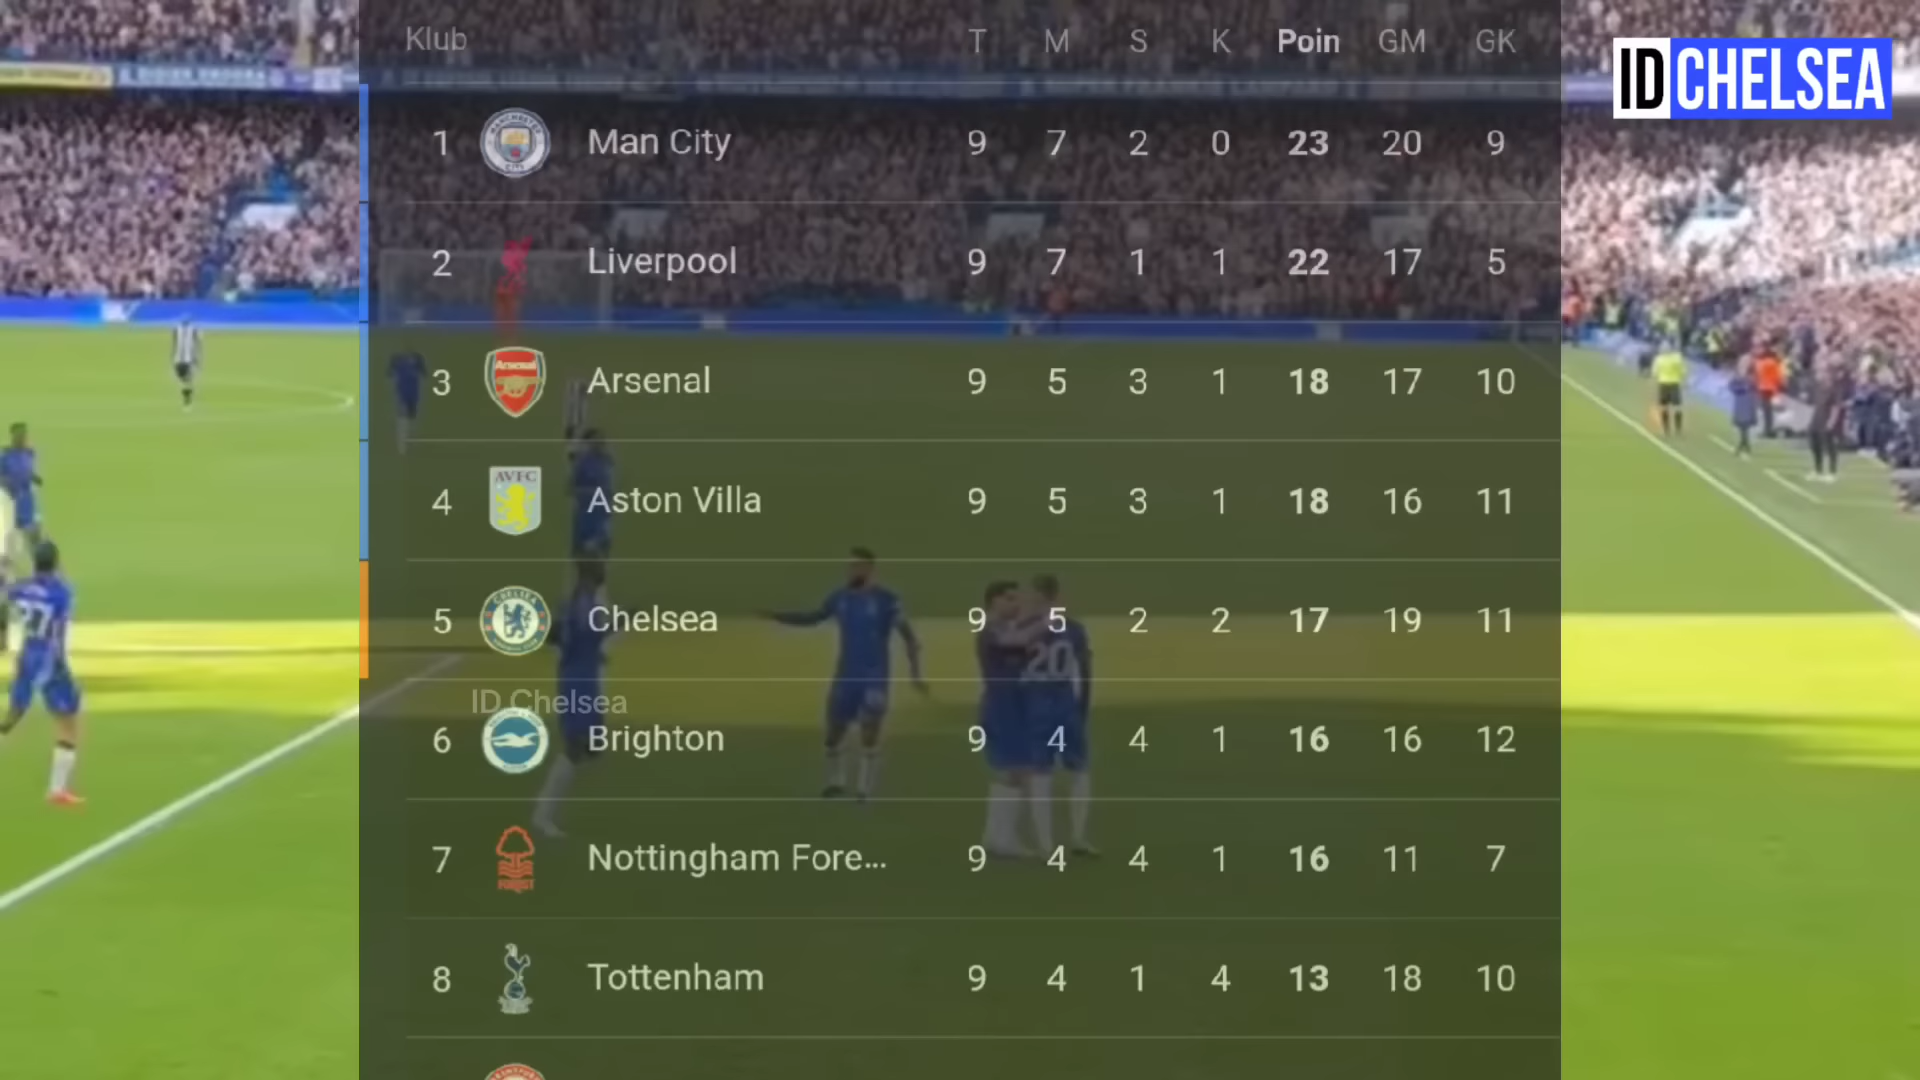 Klub T M S K Poin GM GK
IDCHELSEA
1 Man City 9 7 2 0 23 20 9
2 Liverpool 9 7 1 1 22 17 5
3 Arsenal 9 5 3 1 18 17 10
4 AVFC Aston Villa 9 5 3 1 18 16 11
5 Chelsea 9 5 2 2 17 19 11
ID Chelsea
6 Brighton 9 4 4 1 16 16 12
7 Nottingham Fore... 9 4 4 1 16 11 7
8 Tottenham 9 4 1 4 13 18 10
27
20